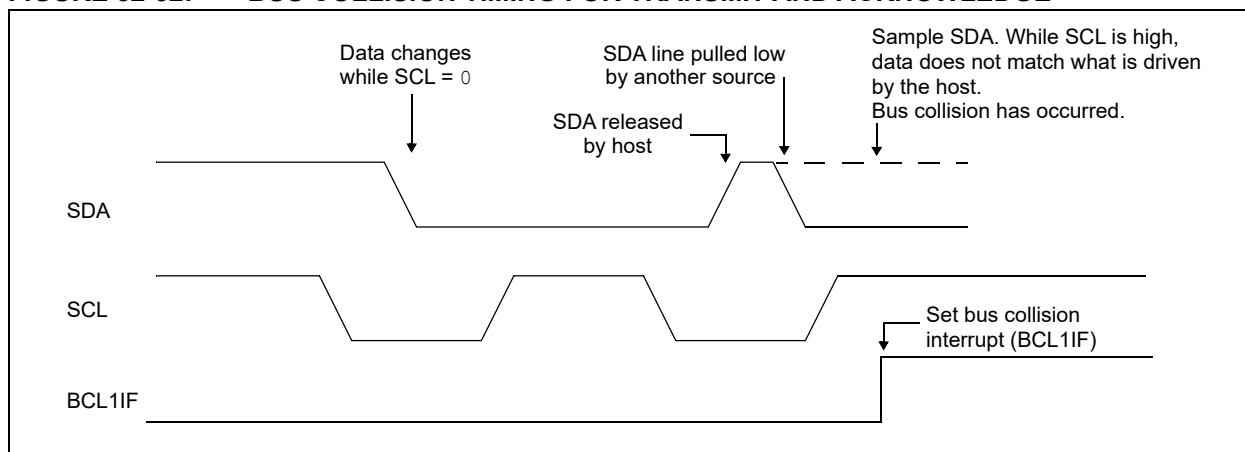 FIGURE BUS COLLISION TIMING FOR TRANSMIT AND ACKNOWLEDGE
Data changes
while SCL = 0
SDA line pulled low
by another source
SDA released
by host
Sample SDA. While SCL is high,
data does not match what is driven
by the host.
Bus collision has occurred.
SDA
SCL
Set bus collision
interrupt (BCL1IF)
BCL1IF